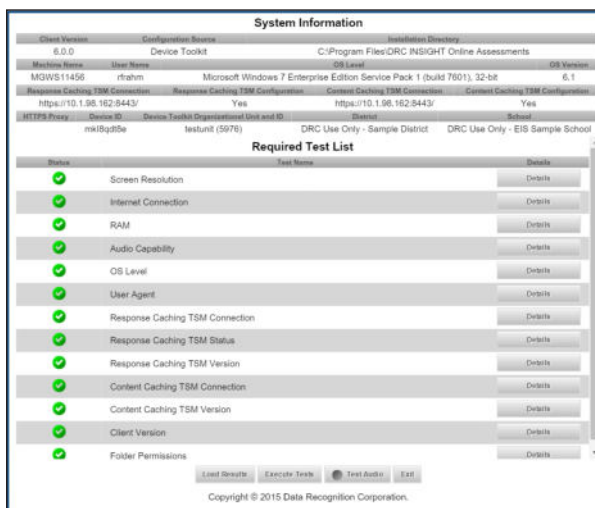 System Information
Client Version Configuration Source Installation Directory
6.0.0 Device Toolkit C:\Program Files\DRC INSIGHT Online Assessments
Machine Name User Name OS Level OS Version
MGWS11456 rfrahm Microsoft Windows 7 Enterprise Edition Service Pack 1 (build 7601), 32-bit 6.1
Response Caching TSM Connection Response Caching TSM Configuration Content Caching TSM Connection Content Caching TSM Configuration
https://10.1.98.162:8443/ Yes https://10.1.98.162:8443/ Yes
HTTPS Proxy Device ID Device Toolkit Organizational Unit and ID District School
mkl8qdt8e testunit (5976) DRC Use Only - Sample District DRC Use Only - EIS Sample School
Required Test List
Status Test Name Details
Screen Resolution Details
Internet Connection Details
RAM Details
Audio Capability Details
OS Level Details
User Agent Details
Response Caching TSM Connection Details
Response Caching TSM Status Details
Response Caching TSM Version Details
Content Caching TSM Connection Details
Content Caching TSM Version Details
Client Version Details
Folder Permissions Details
Load Results Execute Tests Test Audio Exit
Copyright © 2015 Data Recognition Corporation.